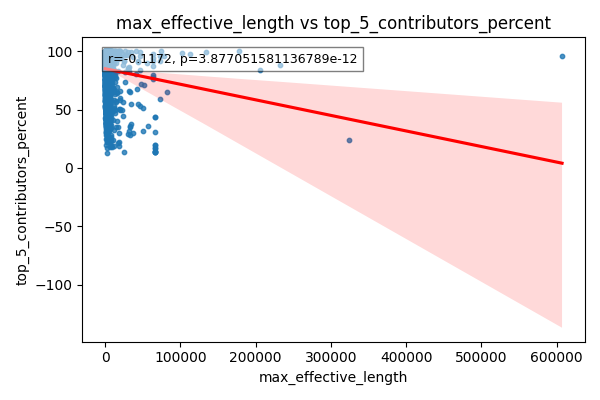 max_effective_length vs top_5_contributors_percent
r=-0.1172, p=3.877051581136789e-12
top_5_contributors_percent
100
50
0
−50
−100
0 100000 200000 300000 400000 500000 600000
max_effective_length